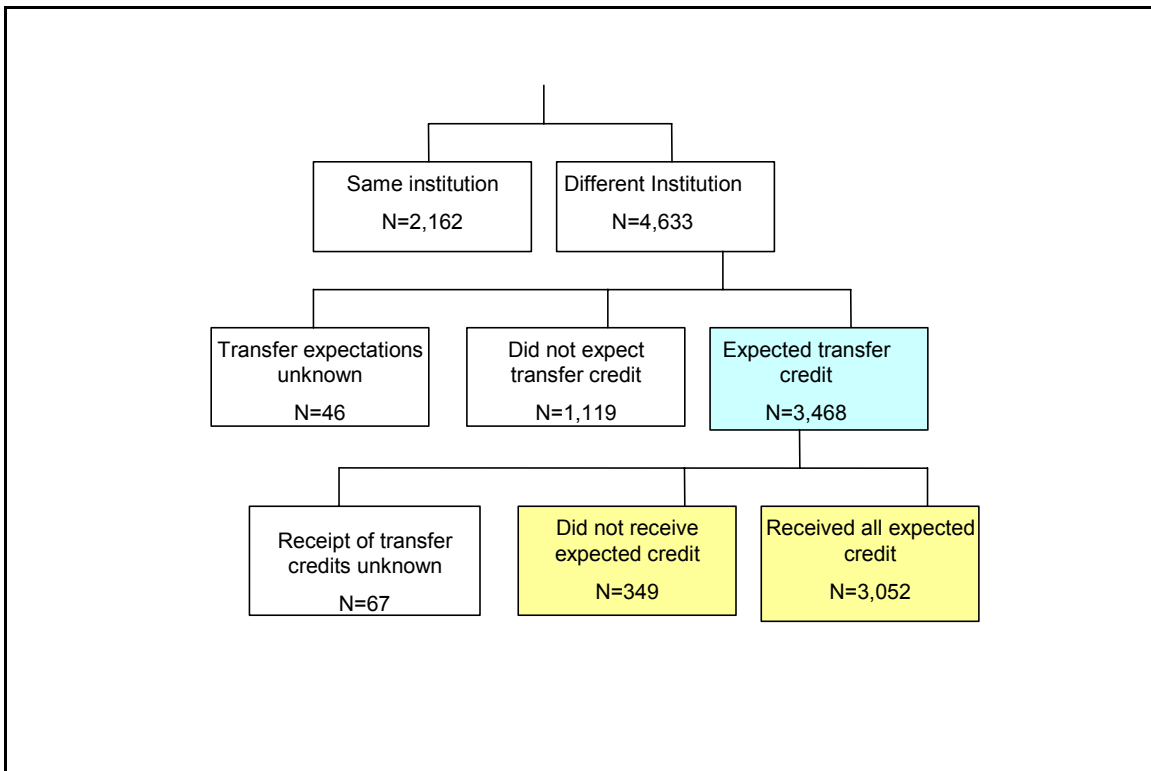 Same institution
N=2,162
Different Institution
N=4,633
Transfer expectations
unknown
N=46
Did not expect
transfer credit
N=1,119
Expected transfer
credit
N=3,468
Receipt of transfer
credits unknown
N=67
Did not receive
expected credit
N=349
Received all expected
credit
N=3,052